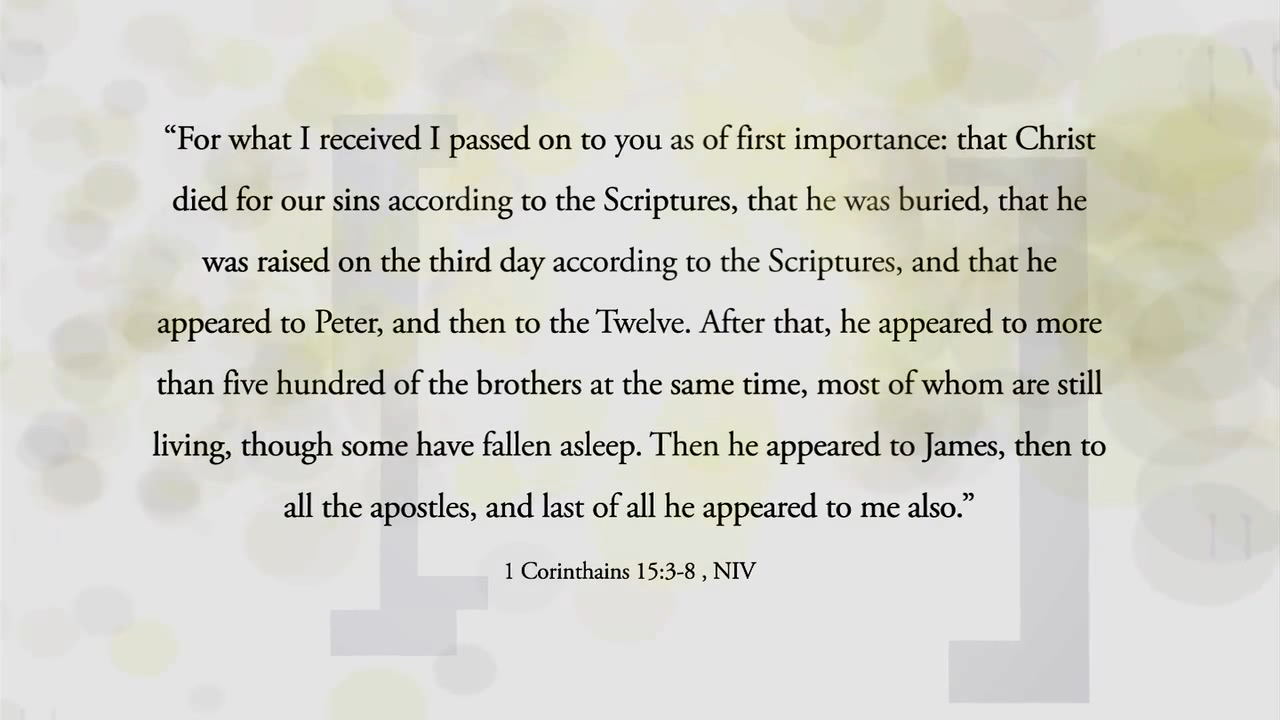 “For what I received I passed on to you as of first importance: that Christ
died for our sins according to the Scriptures, that he was buried, that he
was raised on the third day according to the Scriptures, and that he
appeared to Peter, and then to the Twelve. After that, he appeared to more
than five hundred of the brothers at the same time, most of whom are still
living, though some have fallen asleep. Then he appeared to James, then to
all the apostles, and last of all he appeared to me also.”
1 Corinthains 15:3-8 , NIV